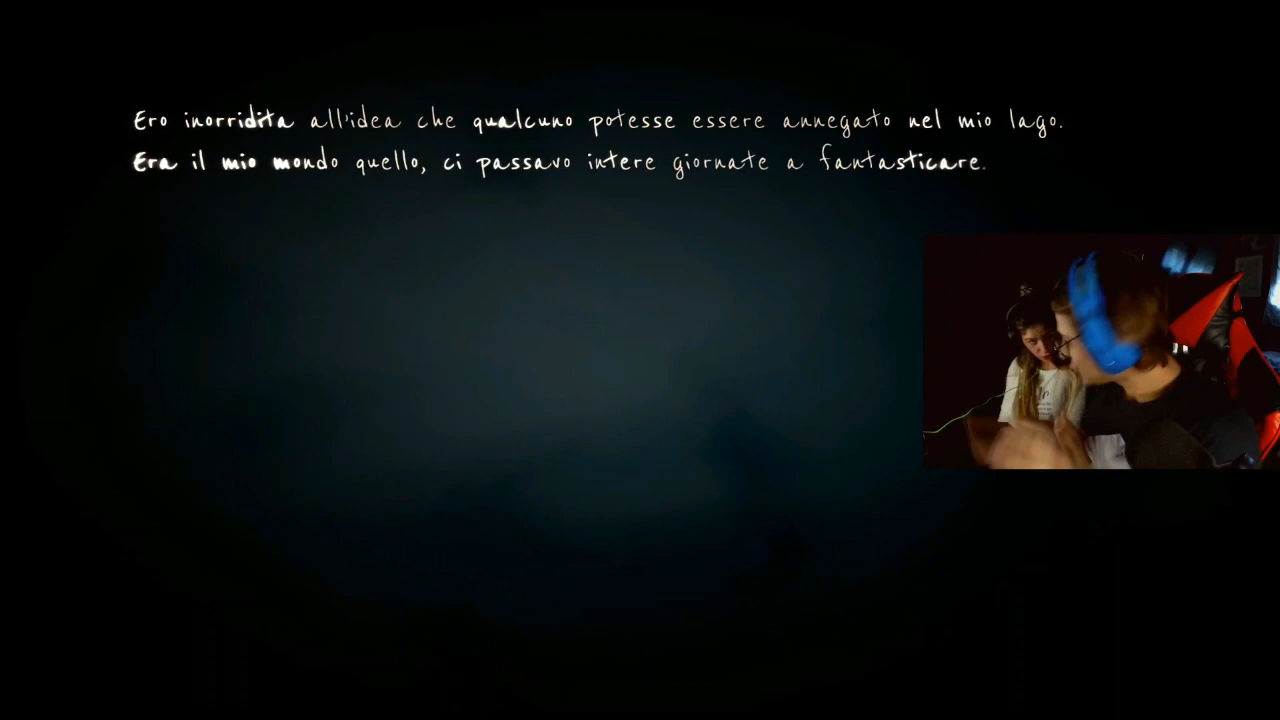 Ero inorridita all'idea che qualcuno potesse essere annegato nel mio lago.
Era il mio mondo quello, ci passavo intere giornate a fantasticare.